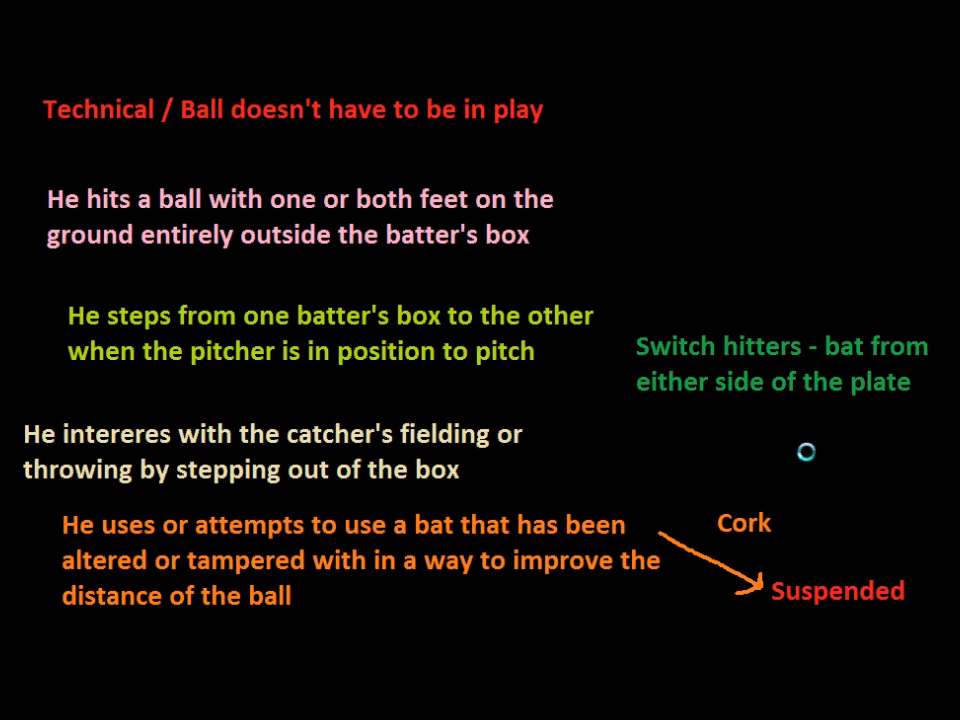 Technical / Ball doesn't have to be in play
He hits a ball with one or both feet on the
ground entirely outside the batter's box
He steps from one batter's box to the other
when the pitcher is in position to pitch
Switch hitters - bat from
either side of the plate
He intereres with the catcher's fielding or
throwing by stepping out of the box
He uses or attempts to use a bat that has been
altered or tampered with in a way to improve the
distance of the ball
Cork
Suspended